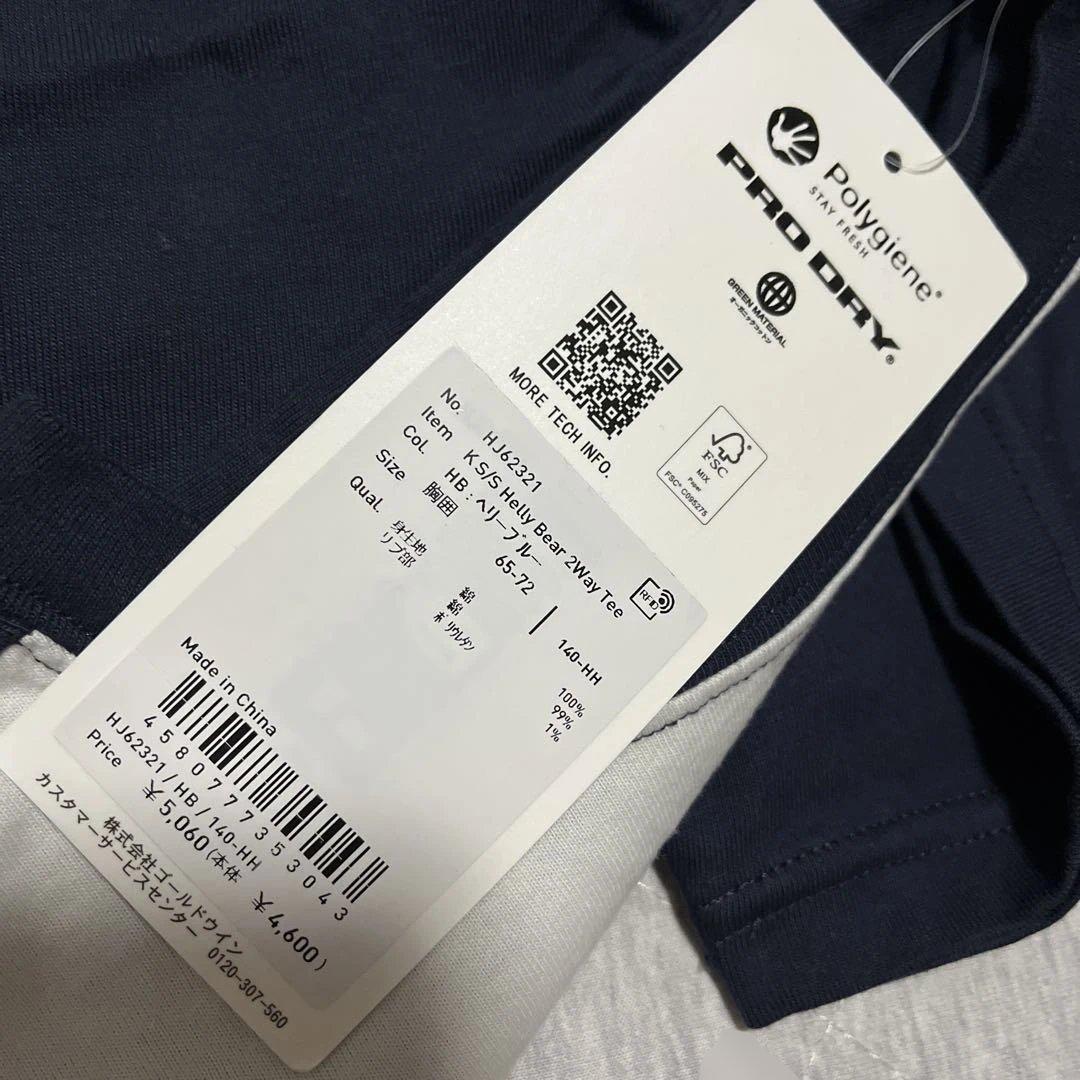 Polygiene®
STAY FRESH
PRO DRY®
GREEN MATERIAL
オーガニックコットン
MORE TECH INFO.
FSC
MIX
Paper
FSC® C095275
No. HJ62321
Item K S/S Helly Bear 2Way Tee
Col. HB：ヘリーブルー
Size 胸囲 65-72 140-HH
Qual. 身生地 綿 100%
リブ部 綿 99%
ポリウレタン 1%
RFID
Made in China
4580777353043
HJ62321/HB/140-HH
Price ￥5,060(本体 ￥4,600)
株式会社ゴールドウイン
カスタマーサービスセンター 0120-307-560